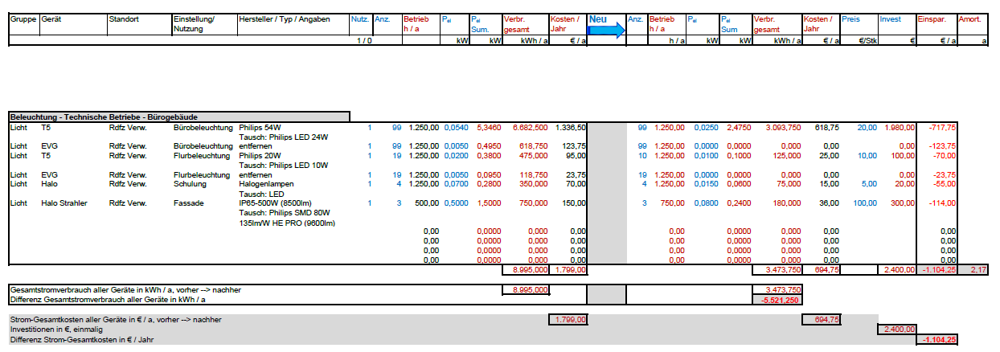 Gruppe Gerät Standort Einstellung/ Hersteller / Typ / Angaben Nutz. Anz. Betrieb Pel Pel Verbr. Kosten / Neu Anz. Betrieb Pel Pel Verbr. Kosten / Preis Invest Einspar. Amort.
Nutzung h / a Sum. gesamt Jahr h / a Sum gesamt Jahr
1 / 0 kW kW kWh / a € / a h / a kW kW kWh / a € / a €/Stk € € / a a
Beleuchtung - Technische Betriebe - Bürogebäude
Licht T5 Rdfz Verw. Bürobeleuchtung Philips 54W 1 99 1.250,00 0,0540 5,3460 6.682,500 1.336,50 99 1.250,00 0,0250 2,4750 3.093,750 618,75 20,00 1.980,00 -717,75
Tausch: Philips LED 24W
Licht EVG Rdfz Verw. Bürobeleuchtung entfernen 1 99 1.250,00 0,0050 0,4950 618,750 123,75 99 1.250,00 0,0000 0,0000 0,000 0,00 0,00 -123,75
Licht T5 Rdfz Verw. Flurbeleuchtung Philips 20W 1 19 1.250,00 0,0200 0,3800 475,000 95,00 10 1.250,00 0,0100 0,1000 125,000 25,00 10,00 100,00 -70,00
Tausch: Philips LED 10W
Licht EVG Rdfz Verw. Flurbeleuchtung entfernen 1 19 1.250,00 0,0050 0,0950 118,750 23,75 19 1.250,00 0,0000 0,0000 0,000 0,00 0,00 -23,75
Licht Halo Rdfz Verw. Schulung Halogenlampen 1 4 1.250,00 0,0700 0,2800 350,000 70,00 4 1.250,00 0,0150 0,0600 75,000 15,00 5,00 20,00 -55,00
Tausch: LED
Licht Halo Strahler Rdfz Verw. Fassade IP65-500W (8500lm) 1 3 500,00 0,5000 1,5000 750,000 150,00 3 750,00 0,0800 0,2400 180,000 36,00 100,00 300,00 -114,00
Tausch: Philips SMD 80W
135lm/W HE PRO (9600lm)
0,00 0,0000 0,000 0,00 0,00 0,0000 0,000 0,00 0,00
0,00 0,0000 0,000 0,00 0,00 0,0000 0,000 0,00 0,00
0,00 0,0000 0,000 0,00 0,00 0,0000 0,000 0,00 0,00
0,00 0,0000 0,000 0,00 0,00 0,0000 0,000 0,00 0,00
8.995,000 1.799,00 3.473,750 694,75 2.400,00 -1.104,25 2,17
Gesamtstromverbrauch aller Geräte in kWh / a, vorher --> nachher 8.995,000 3.473,750
Differenz Gesamtstromverbrauch aller Geräte in kWh / a -5.521,250
Strom-Gesamtkosten aller Geräte in € / a, vorher --> nachher 1.799,00 694,75
Investitionen in €, einmalig 2.400,00
Differenz Strom-Gesamtkosten in € / Jahr -1.104,25